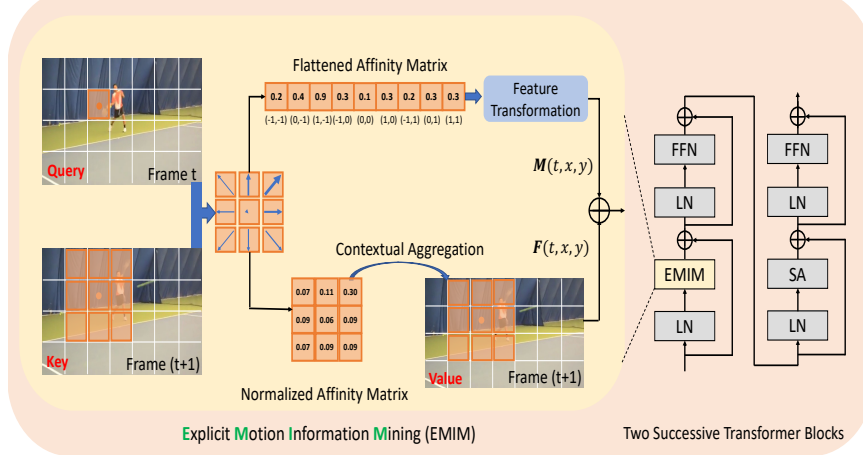 Flattened Affinity Matrix
0.2 0.4 0.9 0.3 0.1 0.3 0.2 0.3 0.3
(-1,-1) (0,-1) (1,-1) (-1,0) (0,0) (1,0) (-1,1) (0,1) (1,1)
Feature
Transformation
Query
Frame t
M(t, x, y)
F(t, x, y)
Contextual Aggregation
0.07 0.11 0.30
0.09 0.06 0.09
0.07 0.09 0.09
Normalized Affinity Matrix
Key
Frame (t+1)
Value
Frame (t+1)
Explicit Motion Information Mining (EMIM)
FFN
LN
EMIM
LN
FFN
LN
SA
LN
Two Successive Transformer Blocks